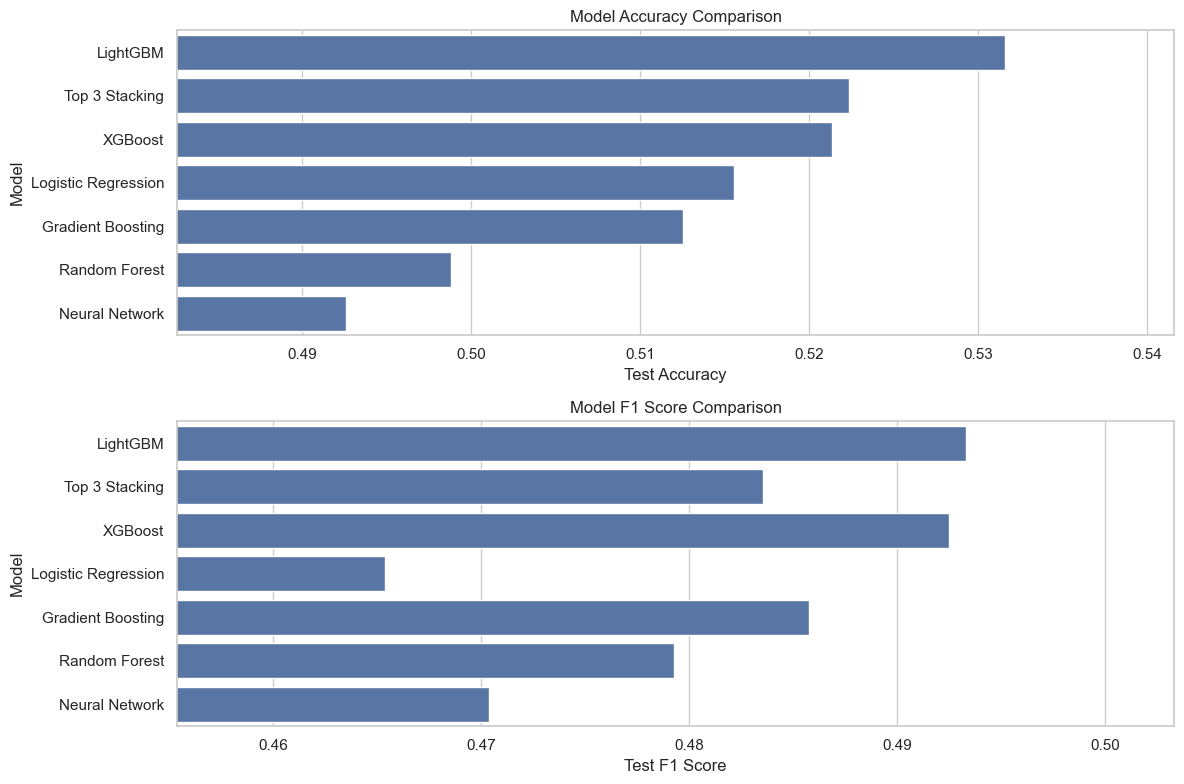 Model Accuracy Comparison
Model
LightGBM
Top 3 Stacking
XGBoost
Logistic Regression
Gradient Boosting
Random Forest
Neural Network
0.49 0.50 0.51 0.52 0.53 0.54
Test Accuracy
Model F1 Score Comparison
Model
LightGBM
Top 3 Stacking
XGBoost
Logistic Regression
Gradient Boosting
Random Forest
Neural Network
0.46 0.47 0.48 0.49 0.50
Test F1 Score